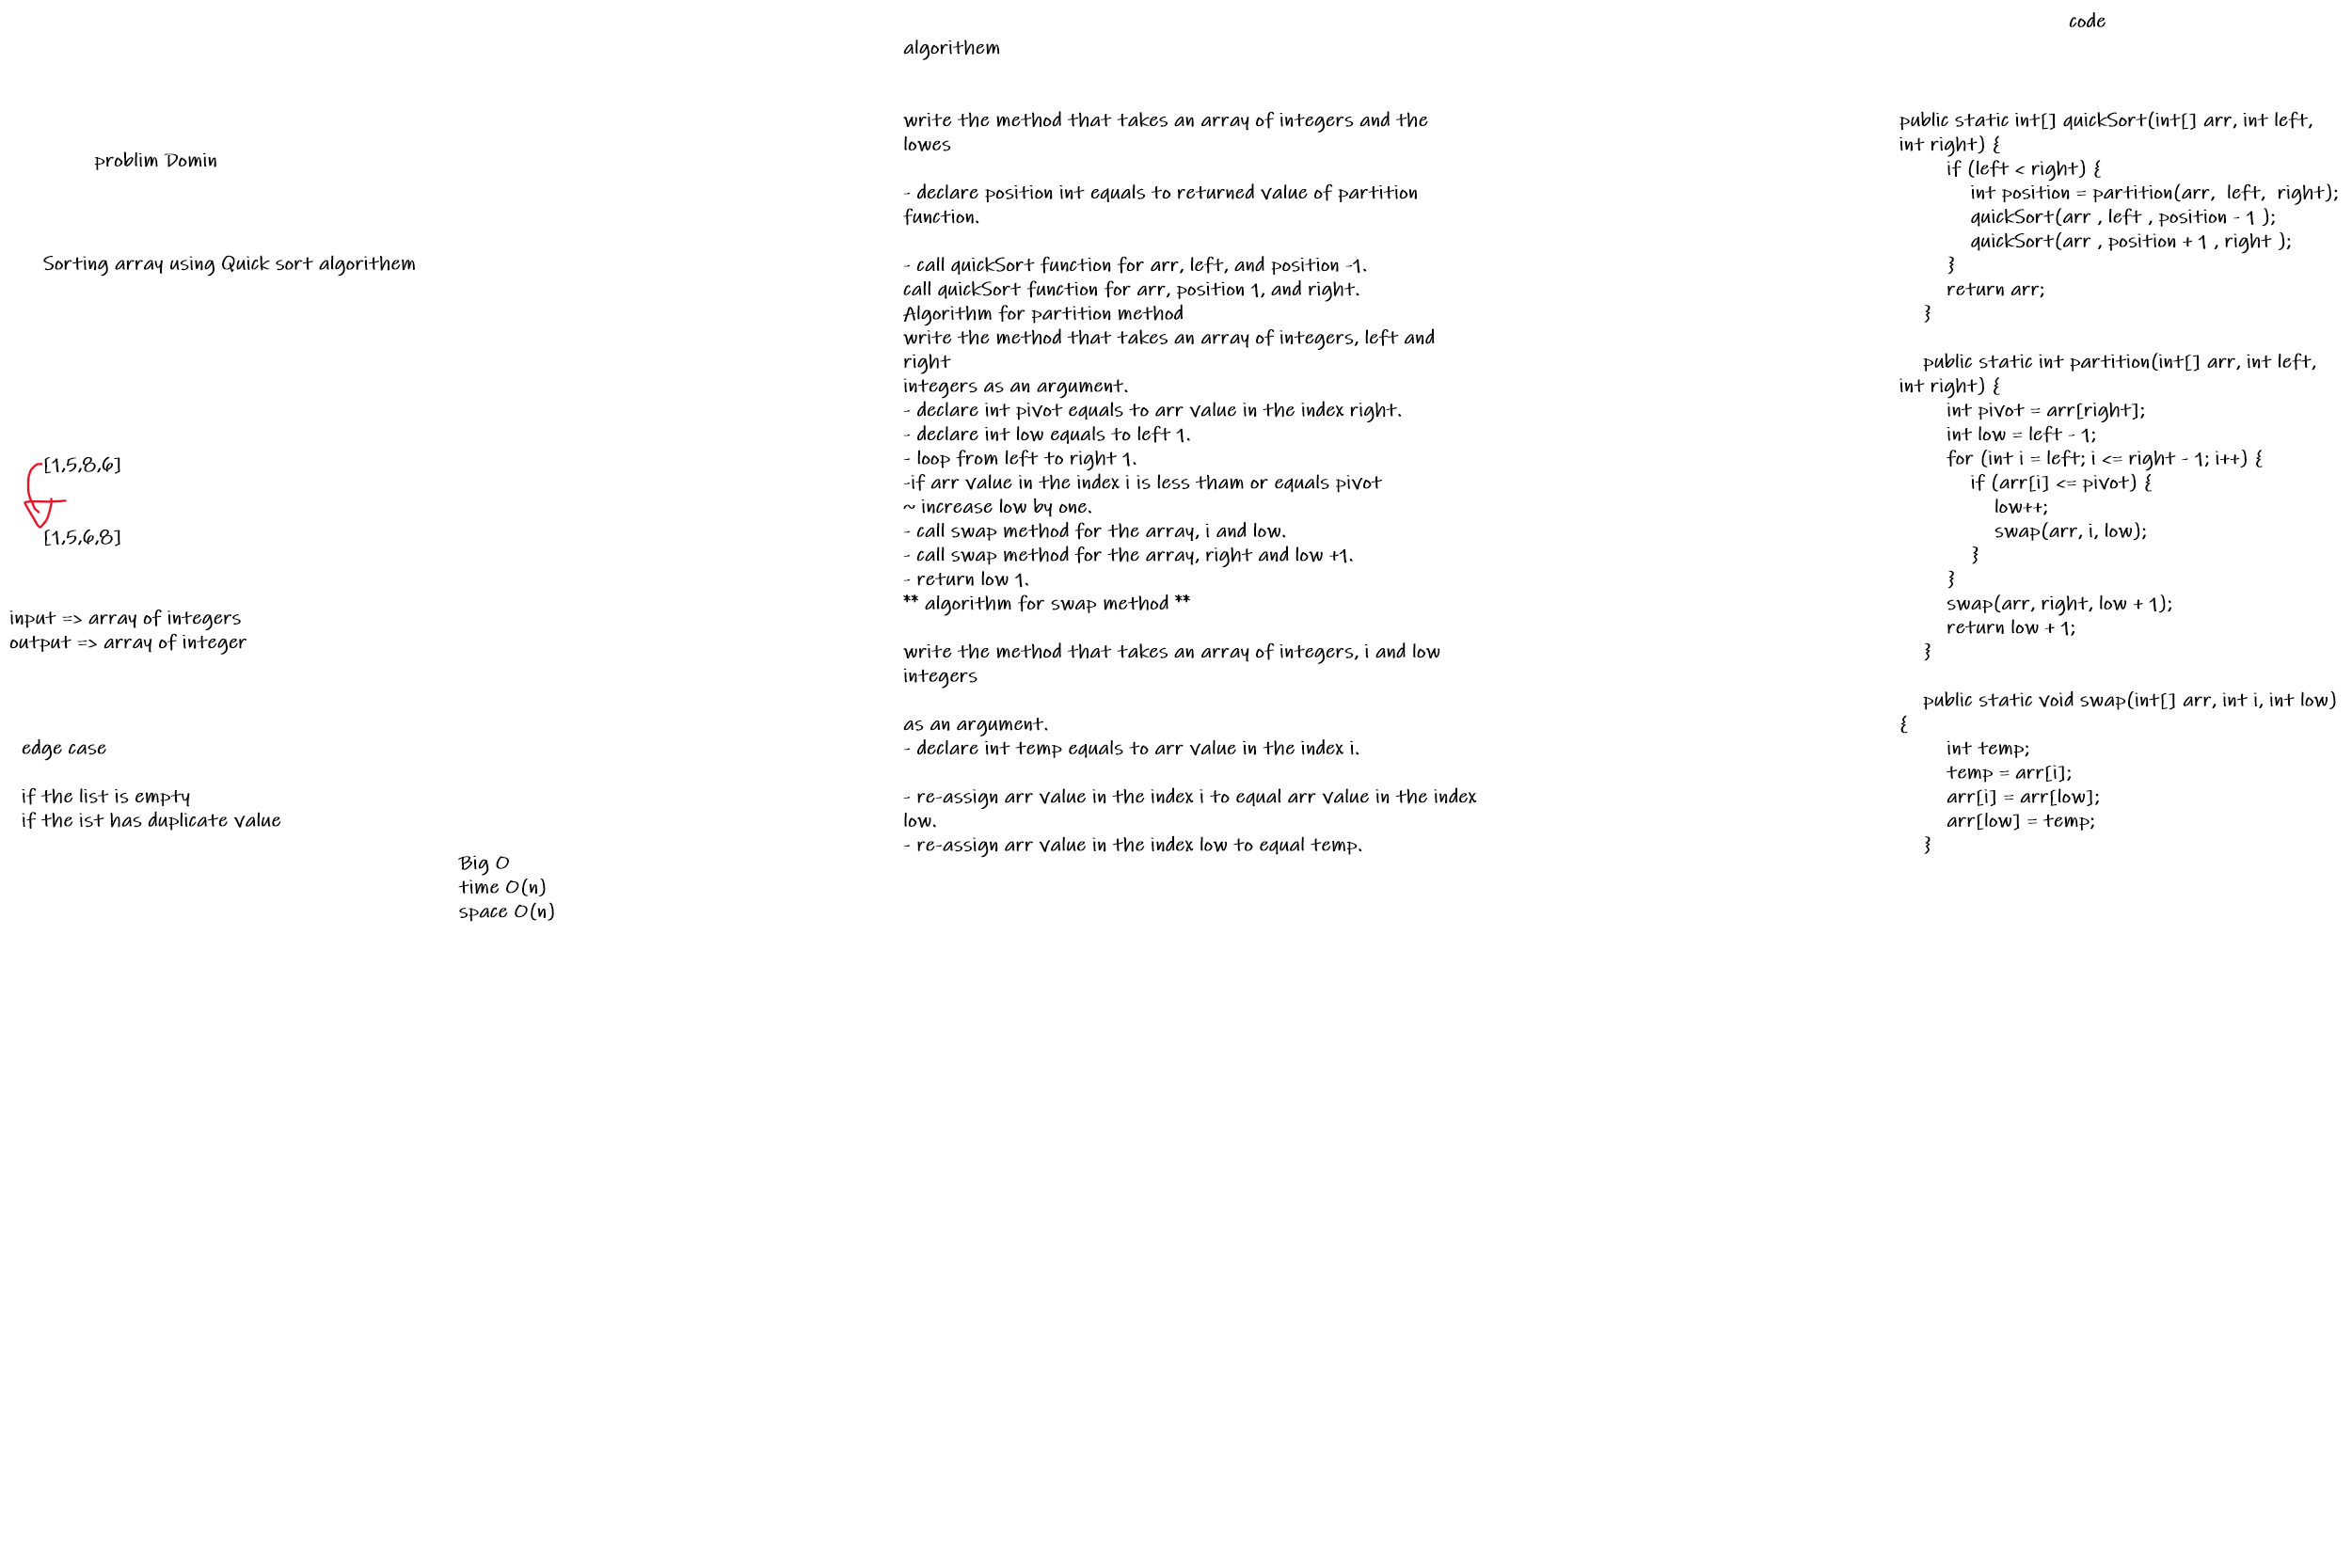 problim Domin
Sorting array using Quick sort algorithem
[1,5,8,6]
[1,5,6,8]
input => array of integers
output => array of integer
edge case
if the list is empty
if the ist has duplicate value
Big O
time O(n)
space O(n)
algorithem
write the method that takes an array of integers and the
lowes
- declare position int equals to returned value of partition
function.
- call quickSort function for arr, left, and position -1.
call quickSort function for arr, position 1, and right.
Algorithm for partition method
write the method that takes an array of integers, left and
right
integers as an argument.
- declare int pivot equals to arr value in the index right.
- declare int low equals to left 1.
- loop from left to right 1.
-if arr value in the index i is less tham or equals pivot
~ increase low by one.
- call swap method for the array, i and low.
- call swap method for the array, right and low +1.
- return low 1.
** algorithm for swap method **
write the method that takes an array of integers, i and low
integers
as an argument.
- declare int temp equals to arr value in the index i.
- re-assign arr value in the index i to equal arr value in the index
low.
- re-assign arr value in the index low to equal temp.
code
public static int[] quickSort(int[] arr, int left,
int right) {
if (left < right) {
int position = partition(arr, left, right);
quickSort(arr , left , position - 1 );
quickSort(arr , position + 1 , right );
}
return arr;
}
public static int partition(int[] arr, int left,
int right) {
int pivot = arr[right];
int low = left - 1;
for (int i = left; i <= right - 1; i++) {
if (arr[i] <= pivot) {
low++;
swap(arr, i, low);
}
}
swap(arr, right, low + 1);
return low + 1;
}
public static void swap(int[] arr, int i, int low)
{
int temp;
temp = arr[i];
arr[i] = arr[low];
arr[low] = temp;
}